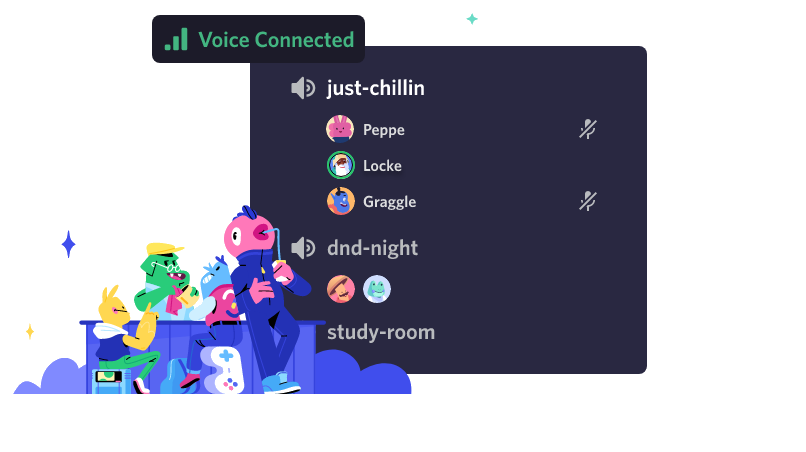 Voice Connected
just-chillin
Peppe
Locke
Graggle
dnd-night
study-room